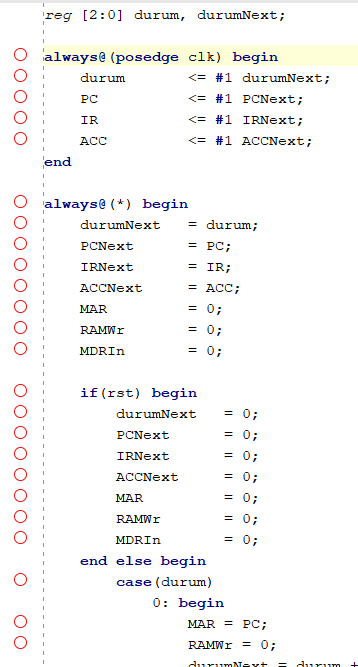 reg [2:0] durum, durumNext;
always@(posedge clk) begin
durum <= #1 durumNext;
PC <= #1 PCNext;
IR <= #1 IRNext;
ACC <= #1 ACCNext;
end
always@(*) begin
durumNext = durum;
PCNext = PC;
IRNext = IR;
ACCNext = ACC;
MAR = 0;
RAMWr = 0;
MDRIn = 0;
if(rst) begin
durumNext = 0;
PCNext = 0;
IRNext = 0;
ACCNext = 0;
MAR = 0;
RAMWr = 0;
MDRIn = 0;
end else begin
case(durum)
0: begin
MAR = PC;
RAMWr = 0;
durumNext = durum +